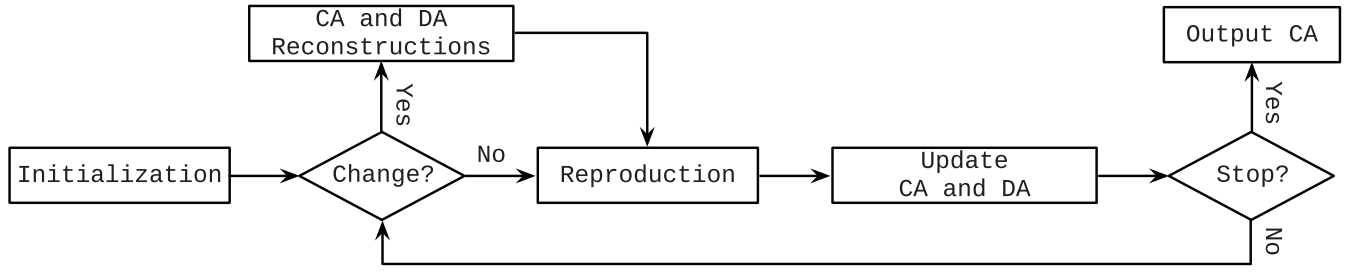 CA and DA
Reconstructions
Output CA
Yes
Yes
Initialization
Change?
No
Reproduction
Update
CA and DA
Stop?
No